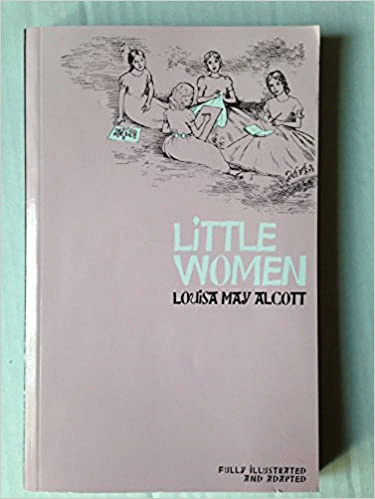 LiTTLE
WOMEN
LOUiSA MAY ALCOTT
FULLY iLLUSTRATED
AND ADAPTED